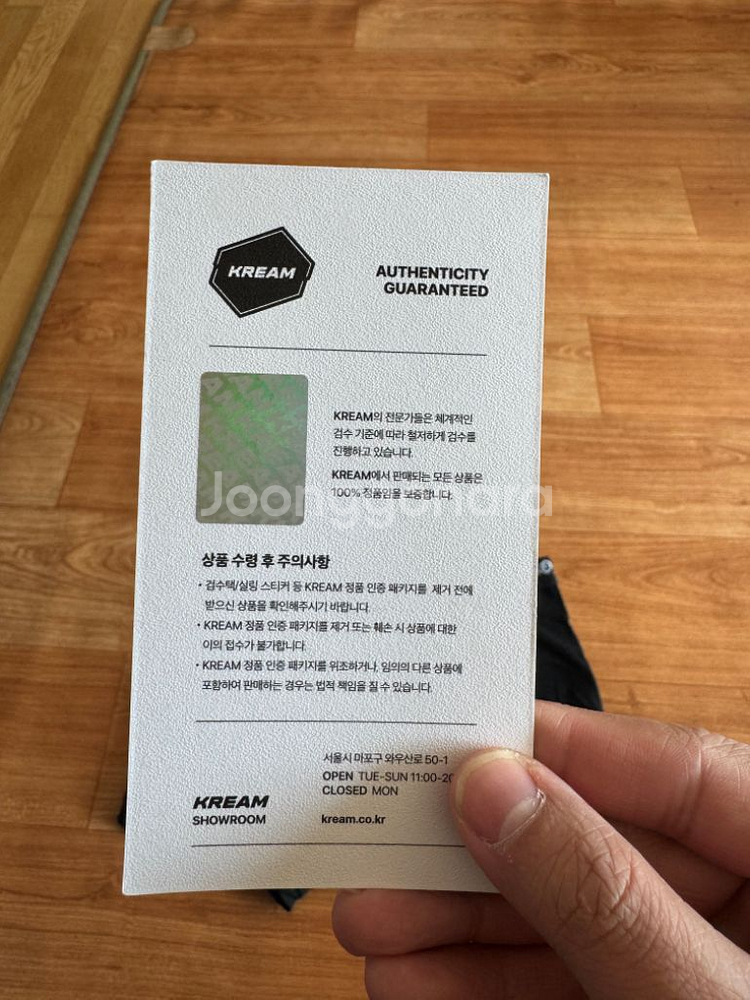 KREAM
AUTHENTICITY
GUARANTEED
KREAM의 전문가들은 체계적인
검수 기준에 따라 철저하게 검수를
진행하고 있습니다.
KREAM에서 판매되는 모든 상품은
100% 정품임을 보증합니다.
Joonggonara
상품 수령 후 주의사항
• 검수택/실링 스티커 등 KREAM 정품 인증 패키지를 제거 전에
받으신 상품을 확인해주시기 바랍니다.
• KREAM 정품 인증 패키지를 제거 또는 훼손 시 상품에 대한
이의 접수가 불가합니다.
• KREAM 정품 인증 패키지를 위조하거나, 임의의 다른 상품에
포함하여 판매하는 경우는 법적 책임을 질 수 있습니다.
서울시 마포구 와우산로 50-1
OPEN TUE-SUN 11:00-20
CLOSED MON
KREAM
SHOWROOM
kream.co.kr